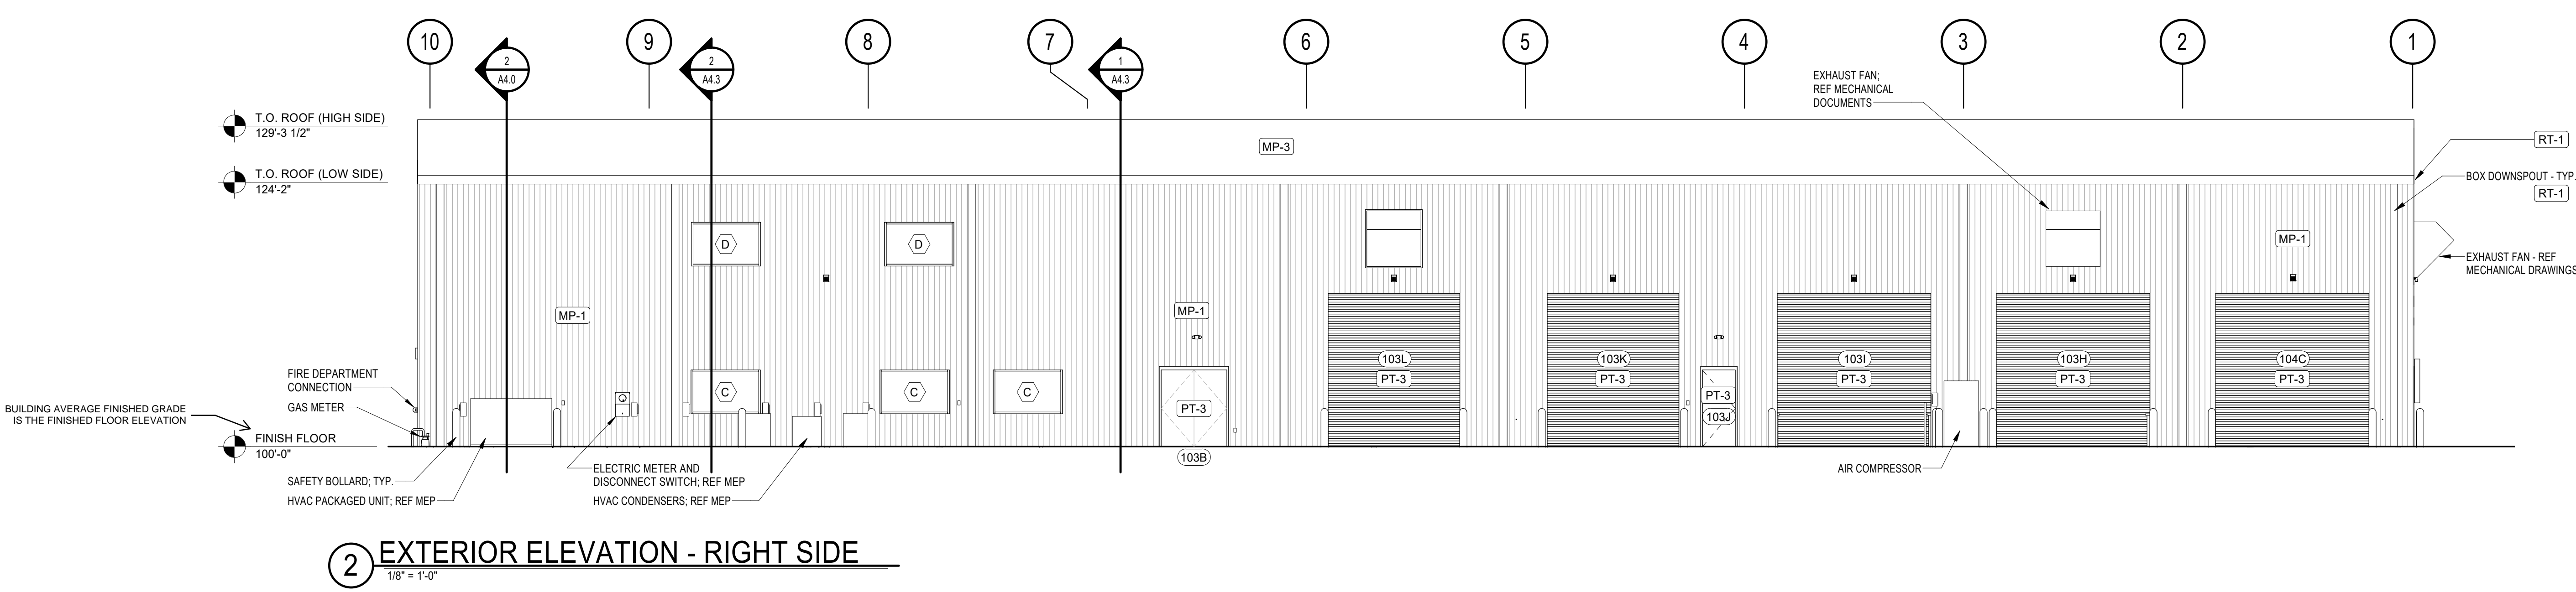 10
9
8
7
6
5
4
3
2
1
2
A4.0
2
A4.3
1
A4.3
EXHAUST FAN;
REF MECHANICAL
DOCUMENTS
T.O. ROOF (HIGH SIDE)
129'-3 1/2"
MP-3
RT-1
T.O. ROOF (LOW SIDE)
124'-2"
BOX DOWNSPOUT - TYP.
RT-1
D
D
MP-1
EXHAUST FAN - REF
MECHANICAL DRAWINGS
MP-1
MP-1
103L
103K
103I
103H
104C
PT-3
PT-3
PT-3
PT-3
PT-3
FIRE DEPARTMENT
CONNECTION
C
C
C
PT-3
PT-3
103J
GAS METER
BUILDING AVERAGE FINISHED GRADE
IS THE FINISHED FLOOR ELEVATION
FINISH FLOOR
100'-0"
103B
SAFETY BOLLARD; TYP.
HVAC PACKAGED UNIT; REF MEP
ELECTRIC METER AND
DISCONNECT SWITCH; REF MEP
HVAC CONDENSERS; REF MEP
AIR COMPRESSOR
2
EXTERIOR ELEVATION - RIGHT SIDE
1/8" = 1'-0"